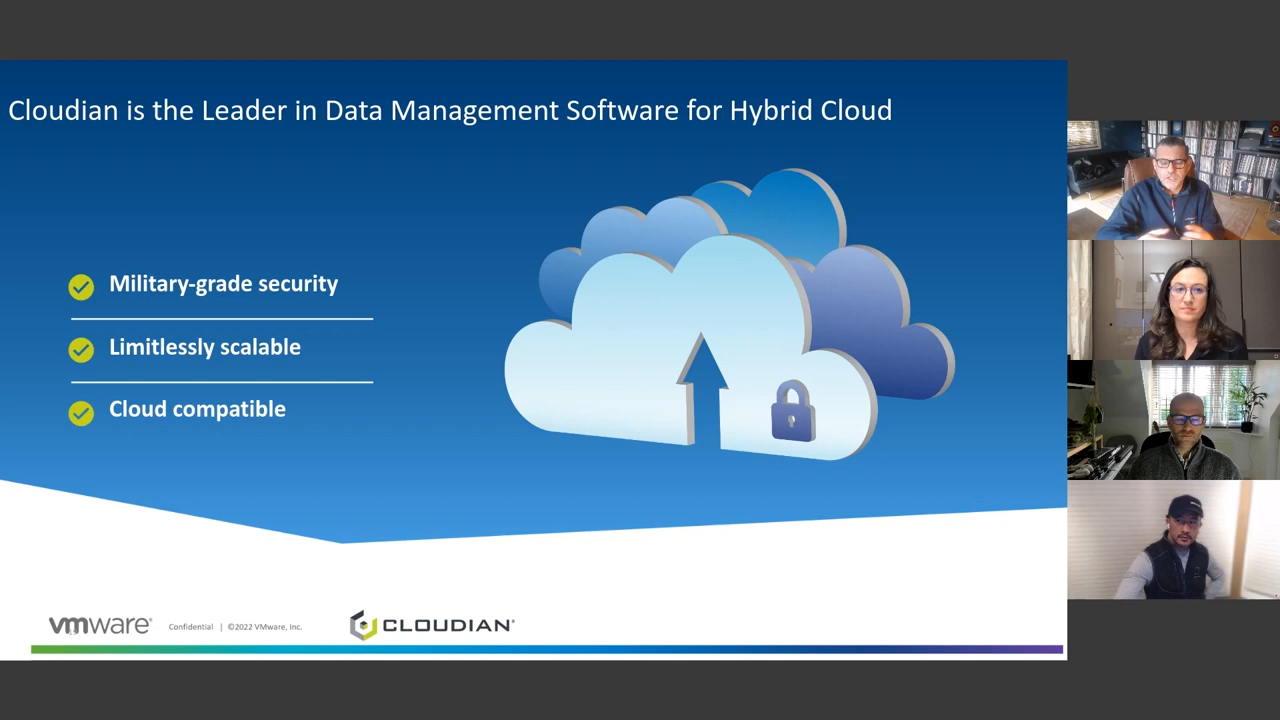 Cloudian is the Leader in Data Management Software for Hybrid Cloud
Military-grade security
Limitlessly scalable
Cloud compatible
vmware® Confidential | ©2022 VMware, Inc. CLOUDIAN®